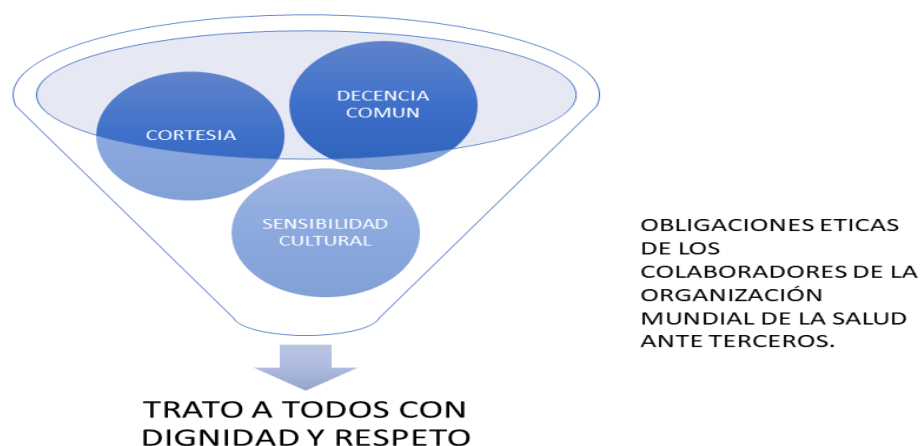 DECENCIA
COMUN
CORTESIA
SENSIBILIDAD
CULTURAL
OBLIGACIONES ETICAS
DE LOS
COLABORADORES DE LA
ORGANIZACIÓN
MUNDIAL DE LA SALUD
ANTE TERCEROS.
TRATO A TODOS CON
DIGNIDAD Y RESPETO